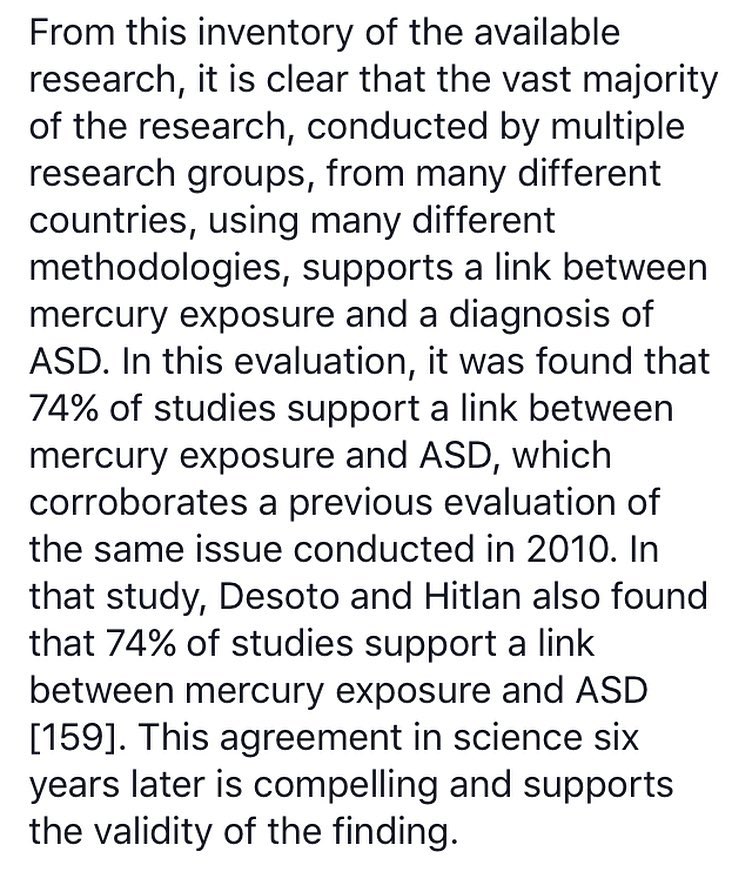 From this inventory of the available
research, it is clear that the vast majority
of the research, conducted by multiple
research groups, from many different
countries, using many different
methodologies, supports a link between
mercury exposure and a diagnosis of
ASD. In this evaluation, it was found that
74% of studies support a link between
mercury exposure and ASD, which
corroborates a previous evaluation of
the same issue conducted in 2010. In
that study, Desoto and Hitlan also found
that 74% of studies support a link
between mercury exposure and ASD
[159]. This agreement in science six
years later is compelling and supports
the validity of the finding.